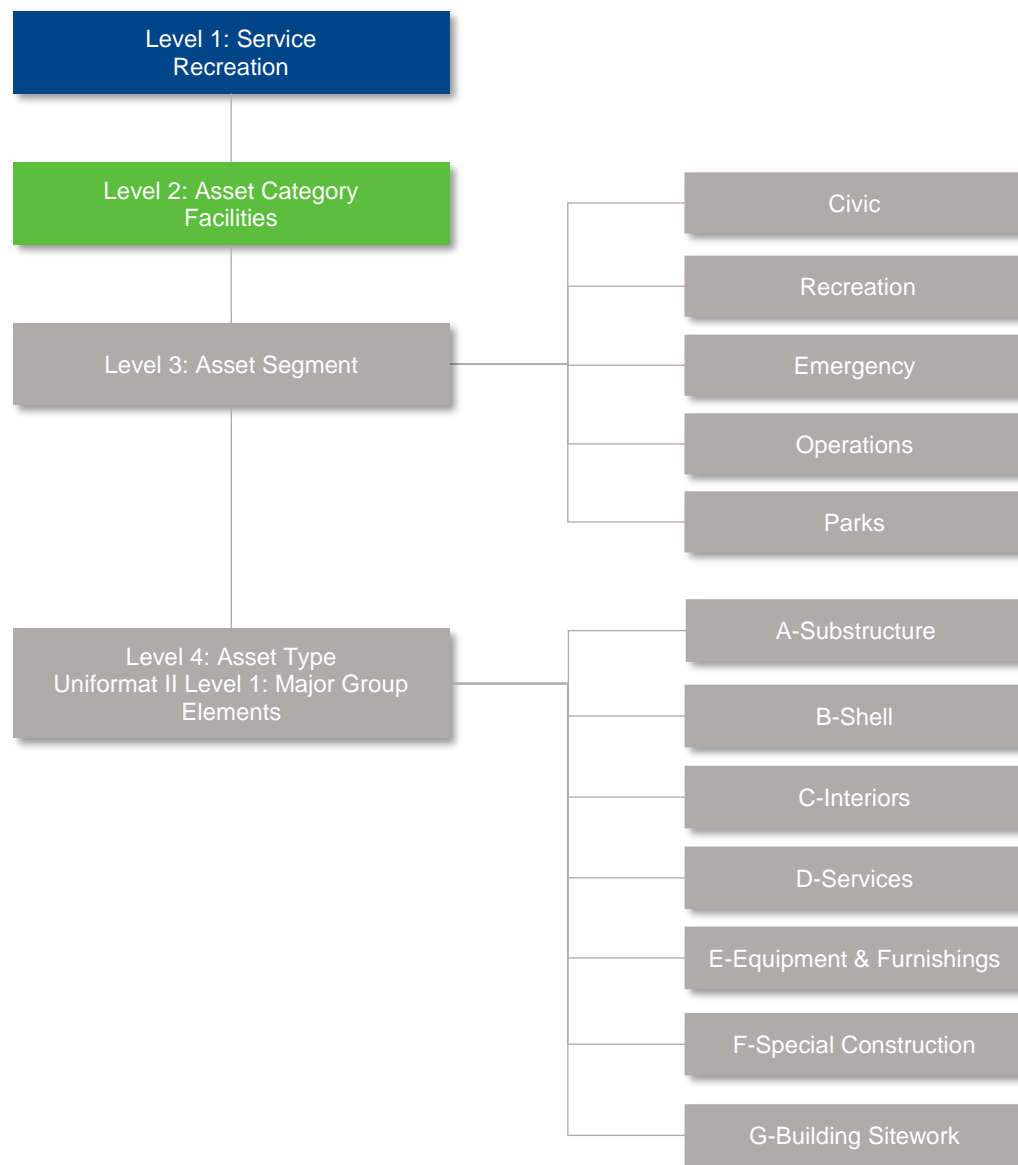 Level 1: Service
Recreation
Level 2: Asset Category
Facilities
Level 3: Asset Segment
Civic
Recreation
Emergency
Operations
Parks
Level 4: Asset Type
Uniformat II Level 1: Major Group
Elements
A-Substructure
B-Shell
C-Interiors
D-Services
E-Equipment & Furnishings
F-Special Construction
G-Building Sitework